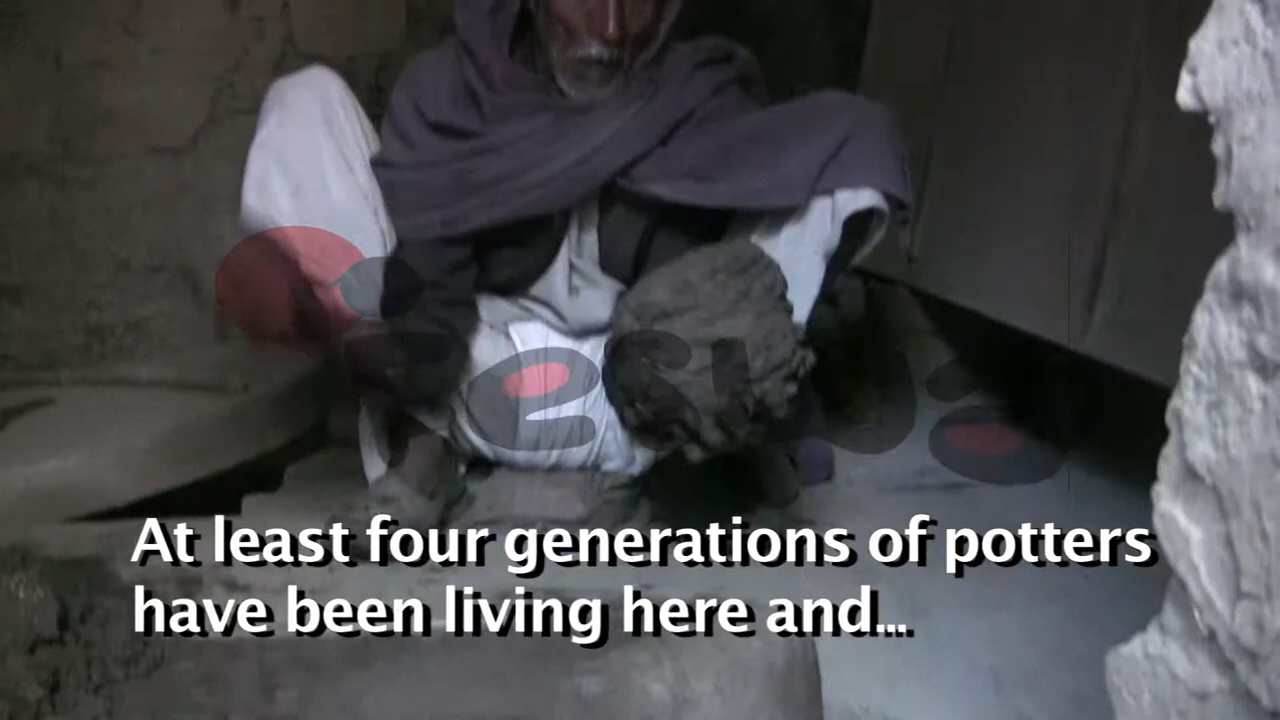 At least four generations of potters
have been living here and...